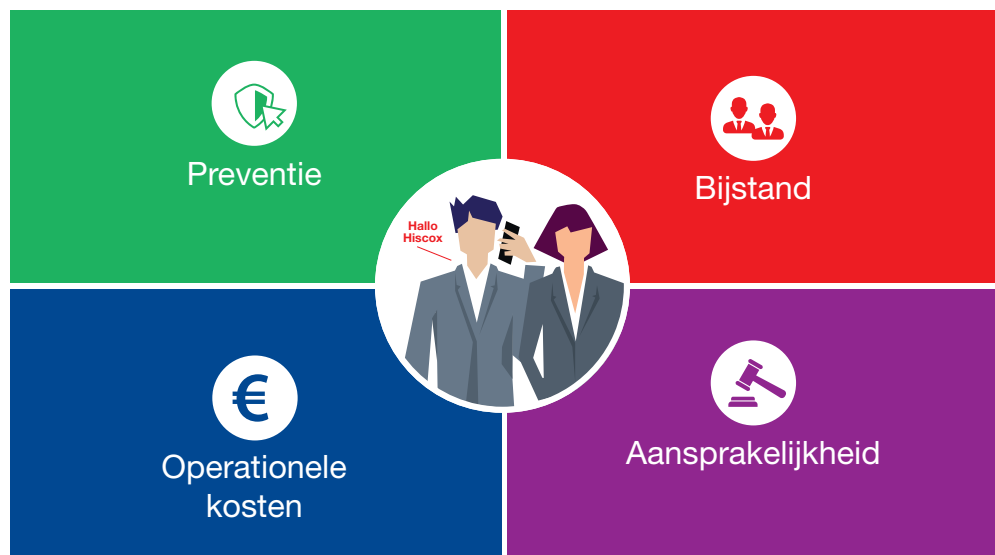 Preventie
Bijstand
Hallo
Hiscox
Operationele
kosten
Aansprakelijkheid